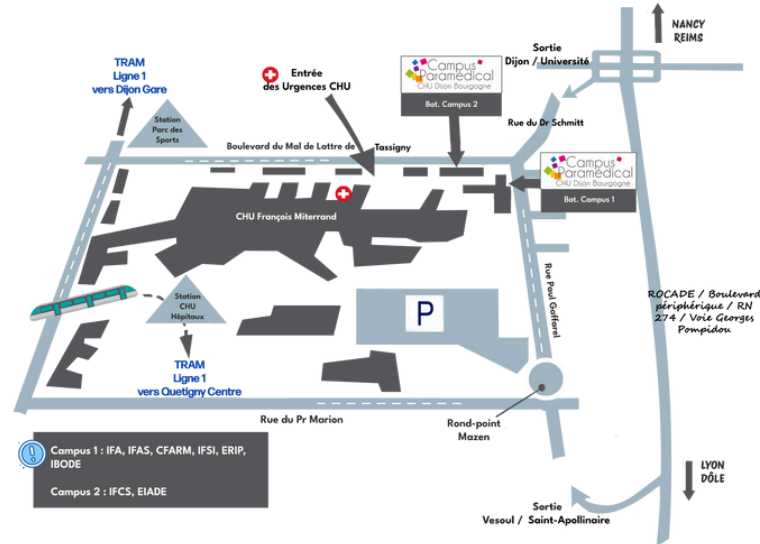 NANCY
REIMS
Sortie
Dijon / Université
TRAM
Ligne 1
vers Dijon Gare
Entrée
des Urgences CHU
Campus
Paramédical
CHU Dijon Bourgogne
Bat. Campus 2
Station
Parc des
Sports
Rue du Dr Schmitt
Boulevard du Mal de Lattre de Tassigny
Campus
Paramédical
CHU Dijon Bourgogne
Bat. Campus 1
CHU François Miterrand
Rue Paul Gaffarel
Station
CHU
Hôpitaux
P
ROCADE / Boulevard
périphérique / RN
274 / Voie Georges
Pompidou
TRAM
Ligne 1
vers Quetigny Centre
Rue du Pr Marion
Rond-point
Mazen
Campus 1 : IFA, IFAS, CFARM, IFSI, ERIP,
IBODE
Campus 2 : IFCS, EIADE
LYON
DÔLE
Sortie
Vesoul / Saint-Apollinaire